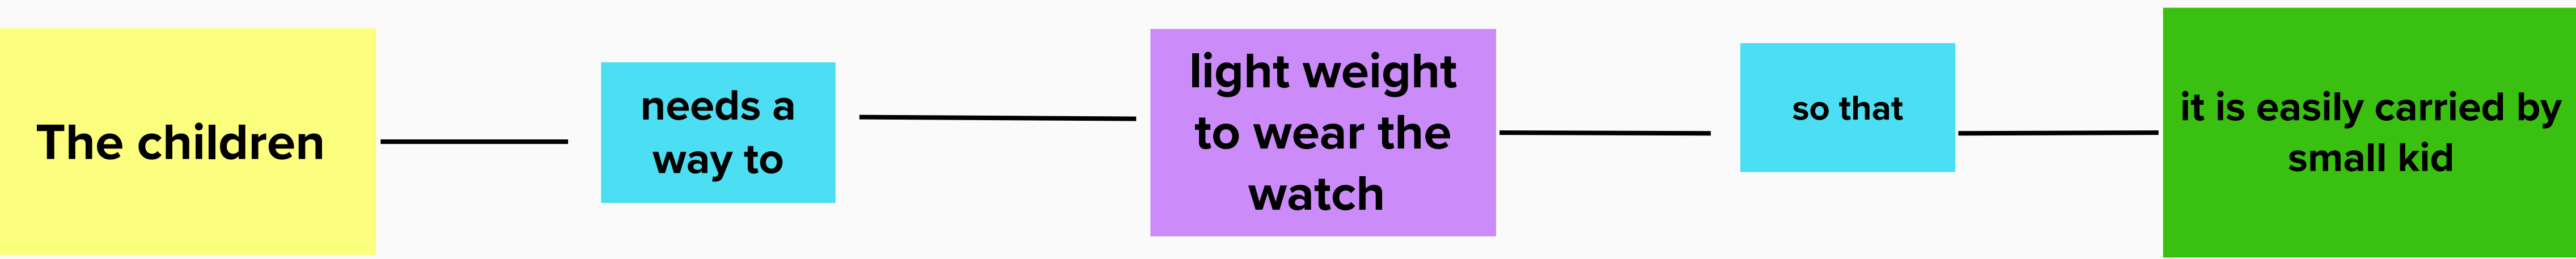 The children
needs a
way to
light weight
to wear the
watch
so that
it is easily carried by
small kid